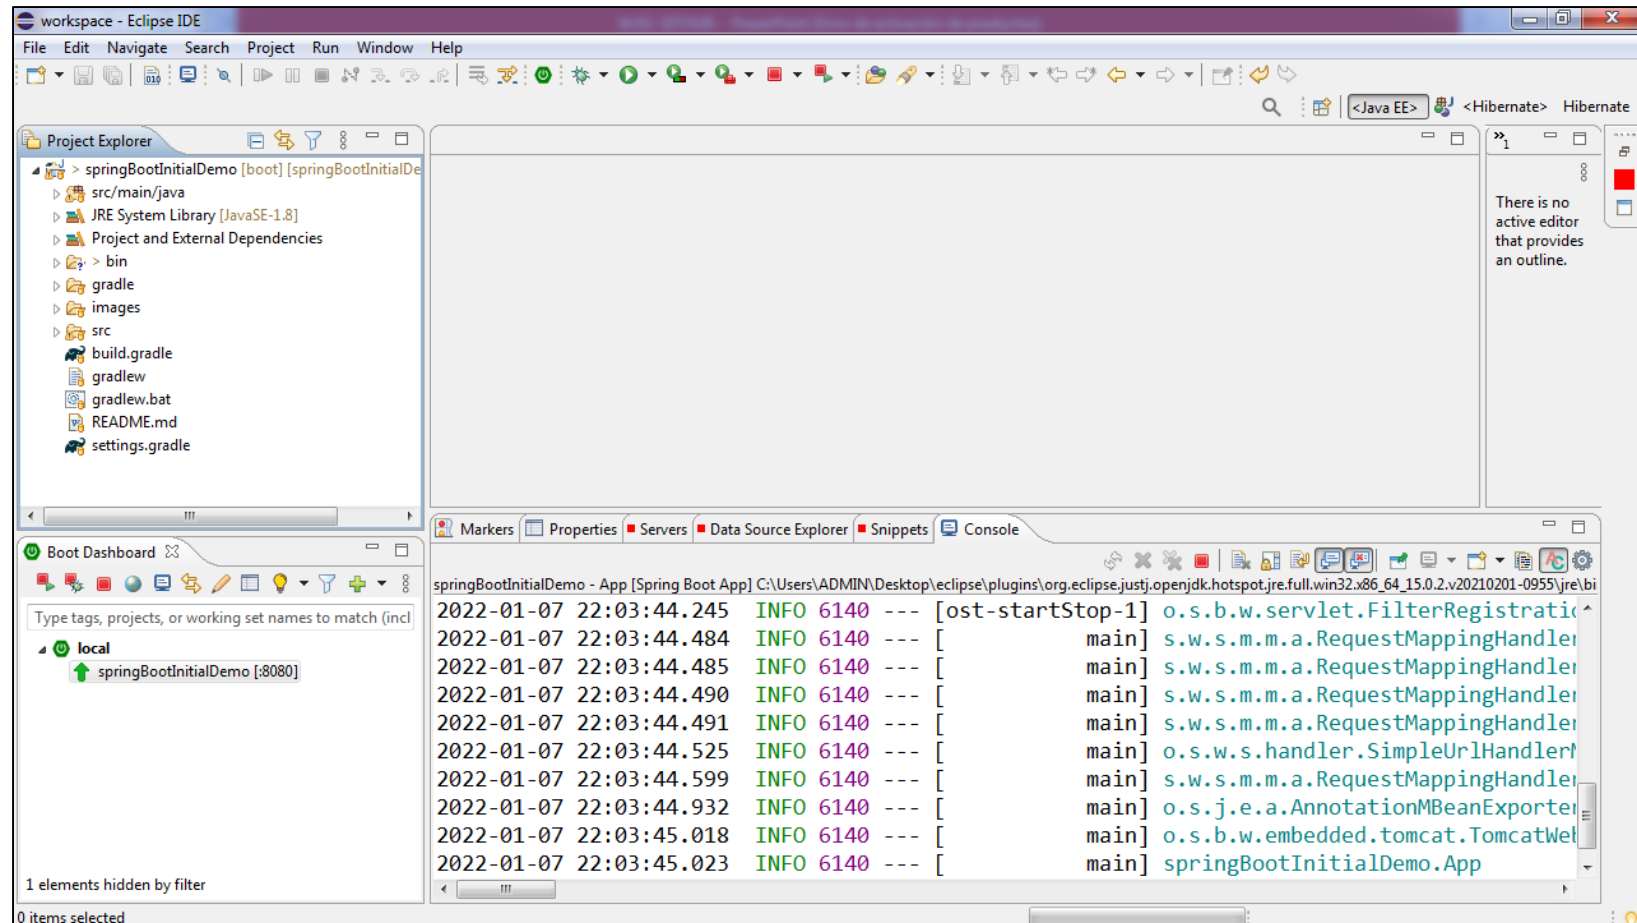 workspace - Eclipse IDE
File Edit Navigate Search Project Run Window Help
<Java EE> <Hibernate> Hibernate
Project Explorer
> springBootInitialDemo [boot] [springBootInitialDe
src/main/java
JRE System Library [JavaSE-1.8]
Project and External Dependencies
> bin
gradle
images
src
build.gradle
gradlew
gradlew.bat
README.md
settings.gradle
»1
There is no
active editor
that provides
an outline.
Boot Dashboard
Type tags, projects, or working set names to match (incl
local
springBootInitialDemo [:8080]
1 elements hidden by filter
0 items selected
Markers Properties Servers Data Source Explorer Snippets Console
springBootInitialDemo - App [Spring Boot App] C:\Users\ADMIN\Desktop\eclipse\plugins\org.eclipse.justj.openjdk.hotspot.jre.full.win32.x86_64_15.0.2.v20210201-0955\jre\bi
2022-01-07 22:03:44.245 INFO 6140 --- [ost-startStop-1] o.s.b.w.servlet.FilterRegistratio
2022-01-07 22:03:44.484 INFO 6140 --- [ main] s.w.s.m.m.a.RequestMappingHandler
2022-01-07 22:03:44.485 INFO 6140 --- [ main] s.w.s.m.m.a.RequestMappingHandler
2022-01-07 22:03:44.490 INFO 6140 --- [ main] s.w.s.m.m.a.RequestMappingHandler
2022-01-07 22:03:44.491 INFO 6140 --- [ main] s.w.s.m.m.a.RequestMappingHandler
2022-01-07 22:03:44.525 INFO 6140 --- [ main] o.s.w.s.handler.SimpleUrlHandlerM
2022-01-07 22:03:44.599 INFO 6140 --- [ main] s.w.s.m.m.a.RequestMappingHandler
2022-01-07 22:03:44.932 INFO 6140 --- [ main] o.s.j.e.a.AnnotationMBeanExporter
2022-01-07 22:03:45.018 INFO 6140 --- [ main] o.s.b.w.embedded.tomcat.TomcatWeb
2022-01-07 22:03:45.023 INFO 6140 --- [ main] springBootInitialDemo.App